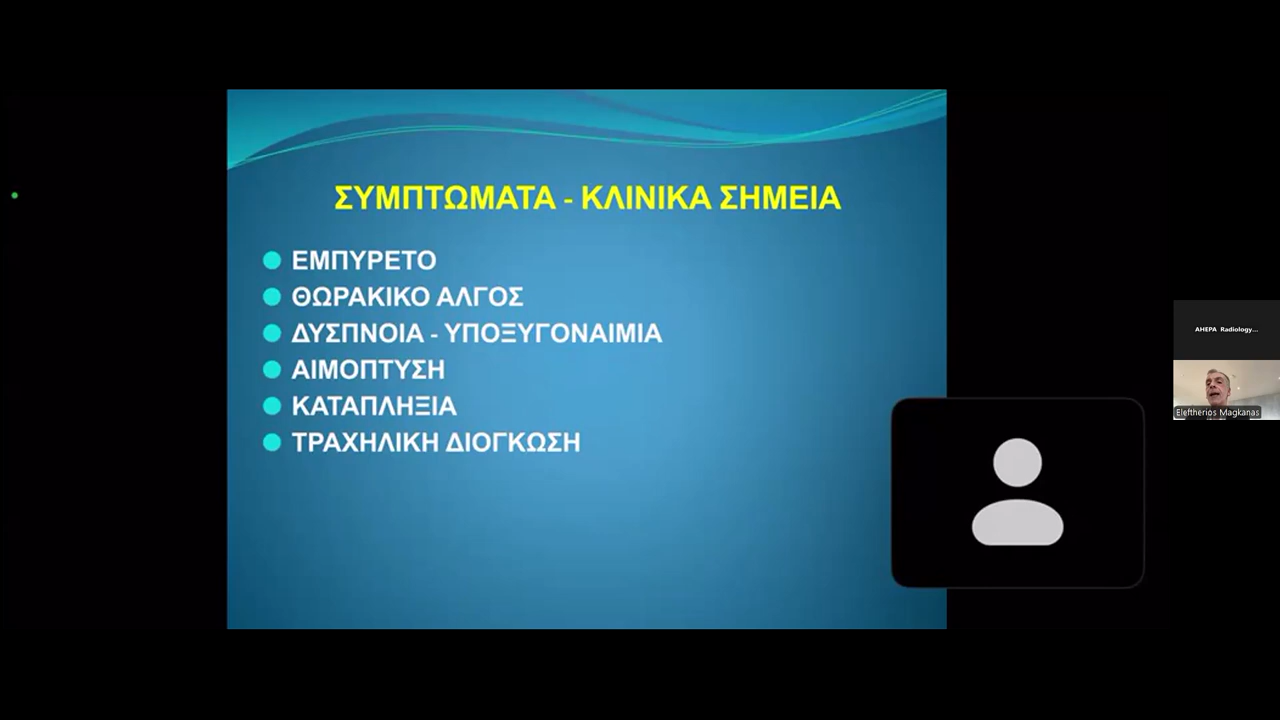 ΣΥΜΠΤΩΜΑΤΑ - ΚΛΙΝΙΚΑ ΣΗΜΕΙΑ
ΕΜΠΥΡΕΤΟ
ΘΩΡΑΚΙΚΟ ΑΛΓΟΣ
ΔΥΣΠΝΟΙΑ - ΥΠΟΞΥΓΟΝΑΙΜΙΑ
ΑΙΜΟΠΤΥΣΗ
ΚΑΤΑΠΛΗΞΙΑ
ΤΡΑΧΗΛΙΚΗ ΔΙΟΓΚΩΣΗ
AHEPA Radiology...
Eleftherios Magkanas